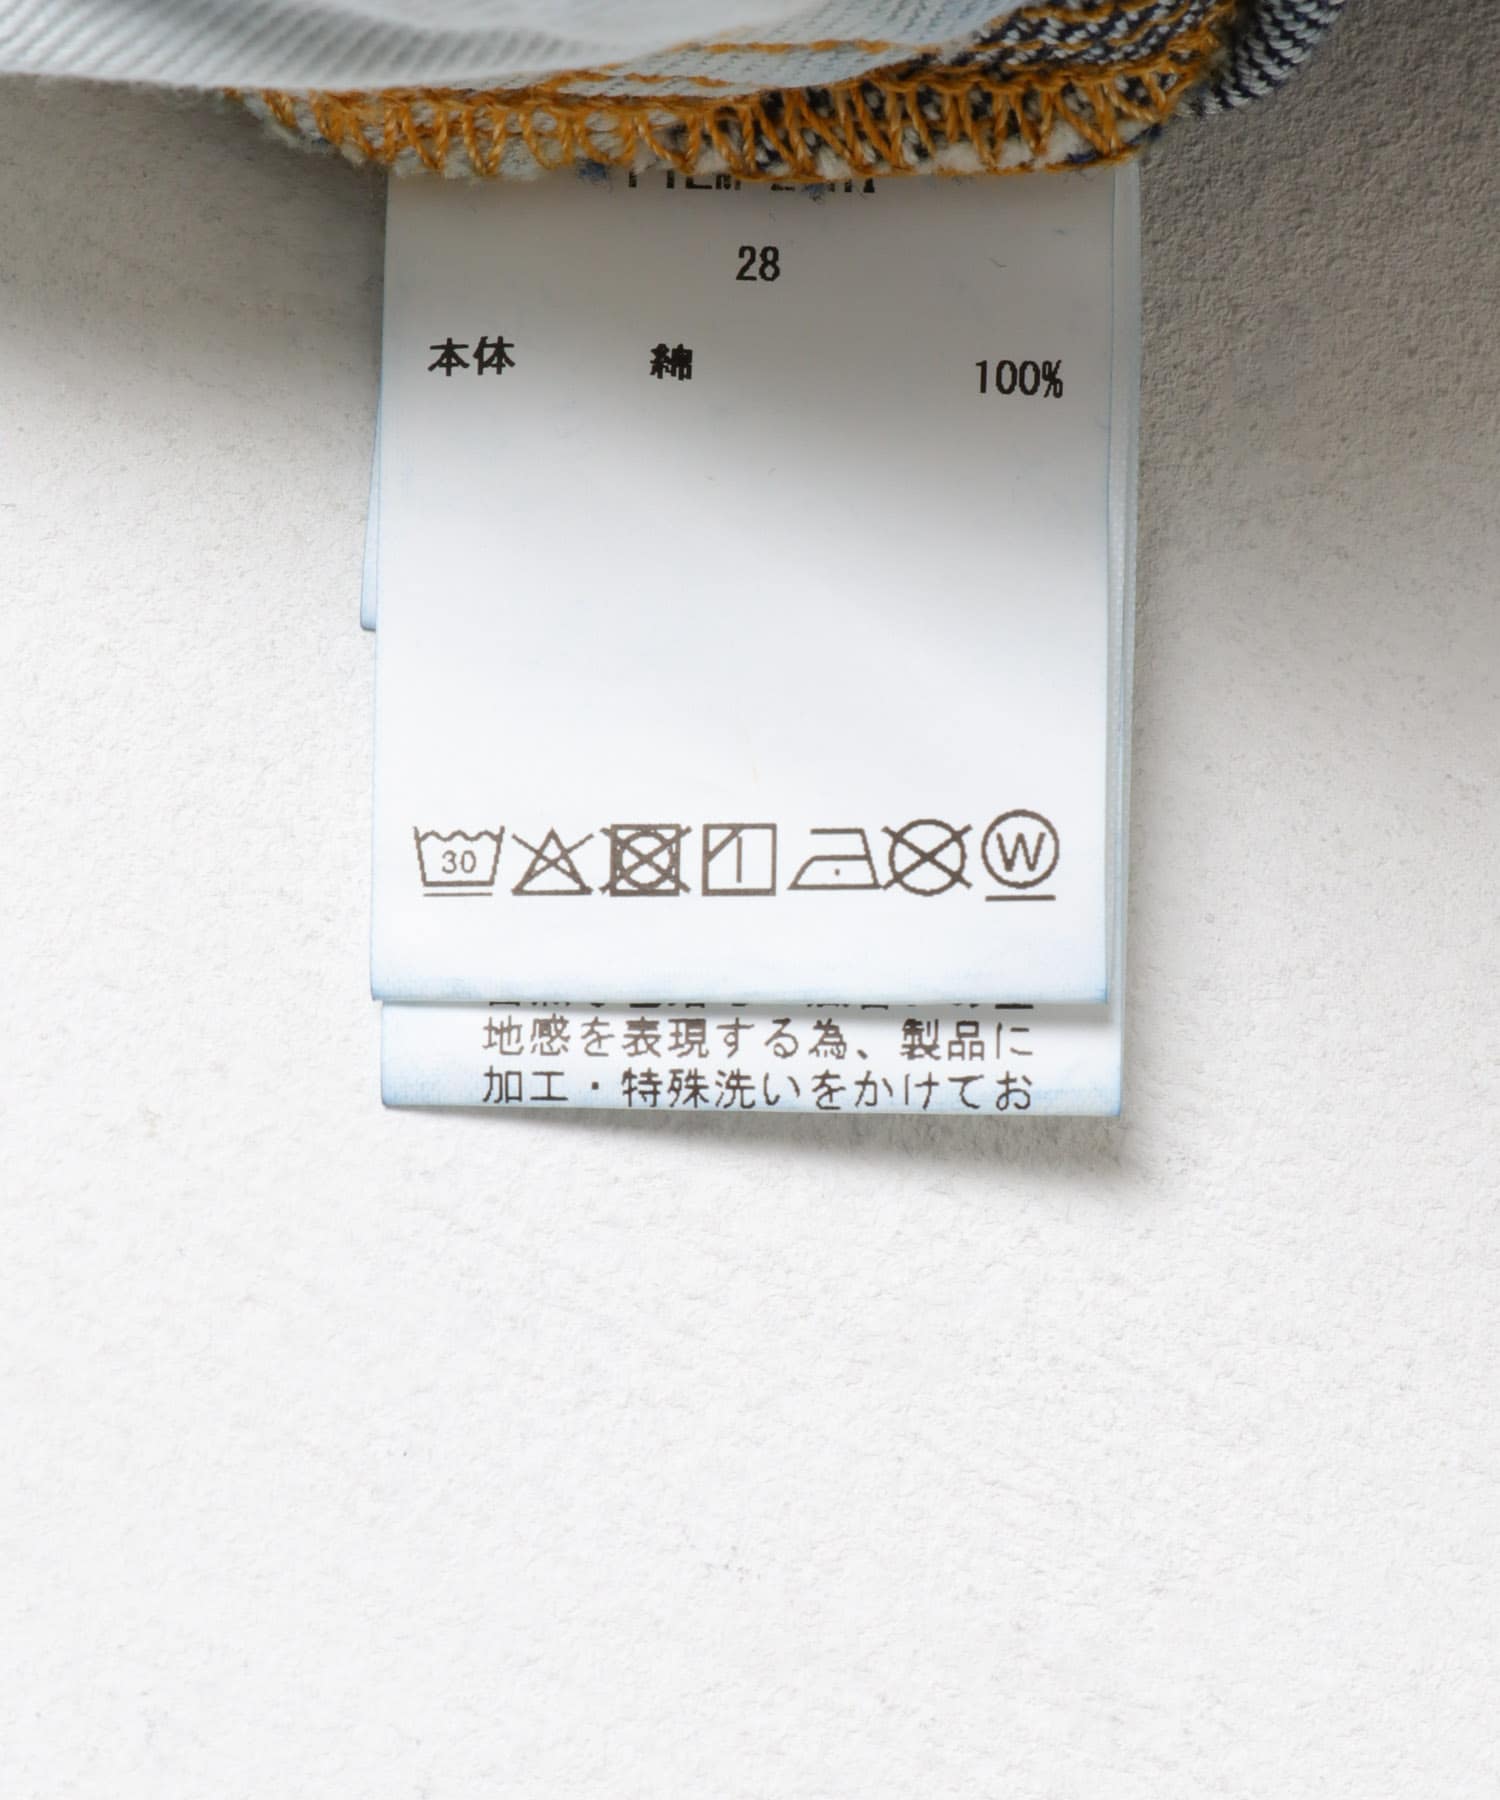 28
本体 綿 100%
30
W
地感を表現する為、製品に
加工・特殊洗いをかけてお